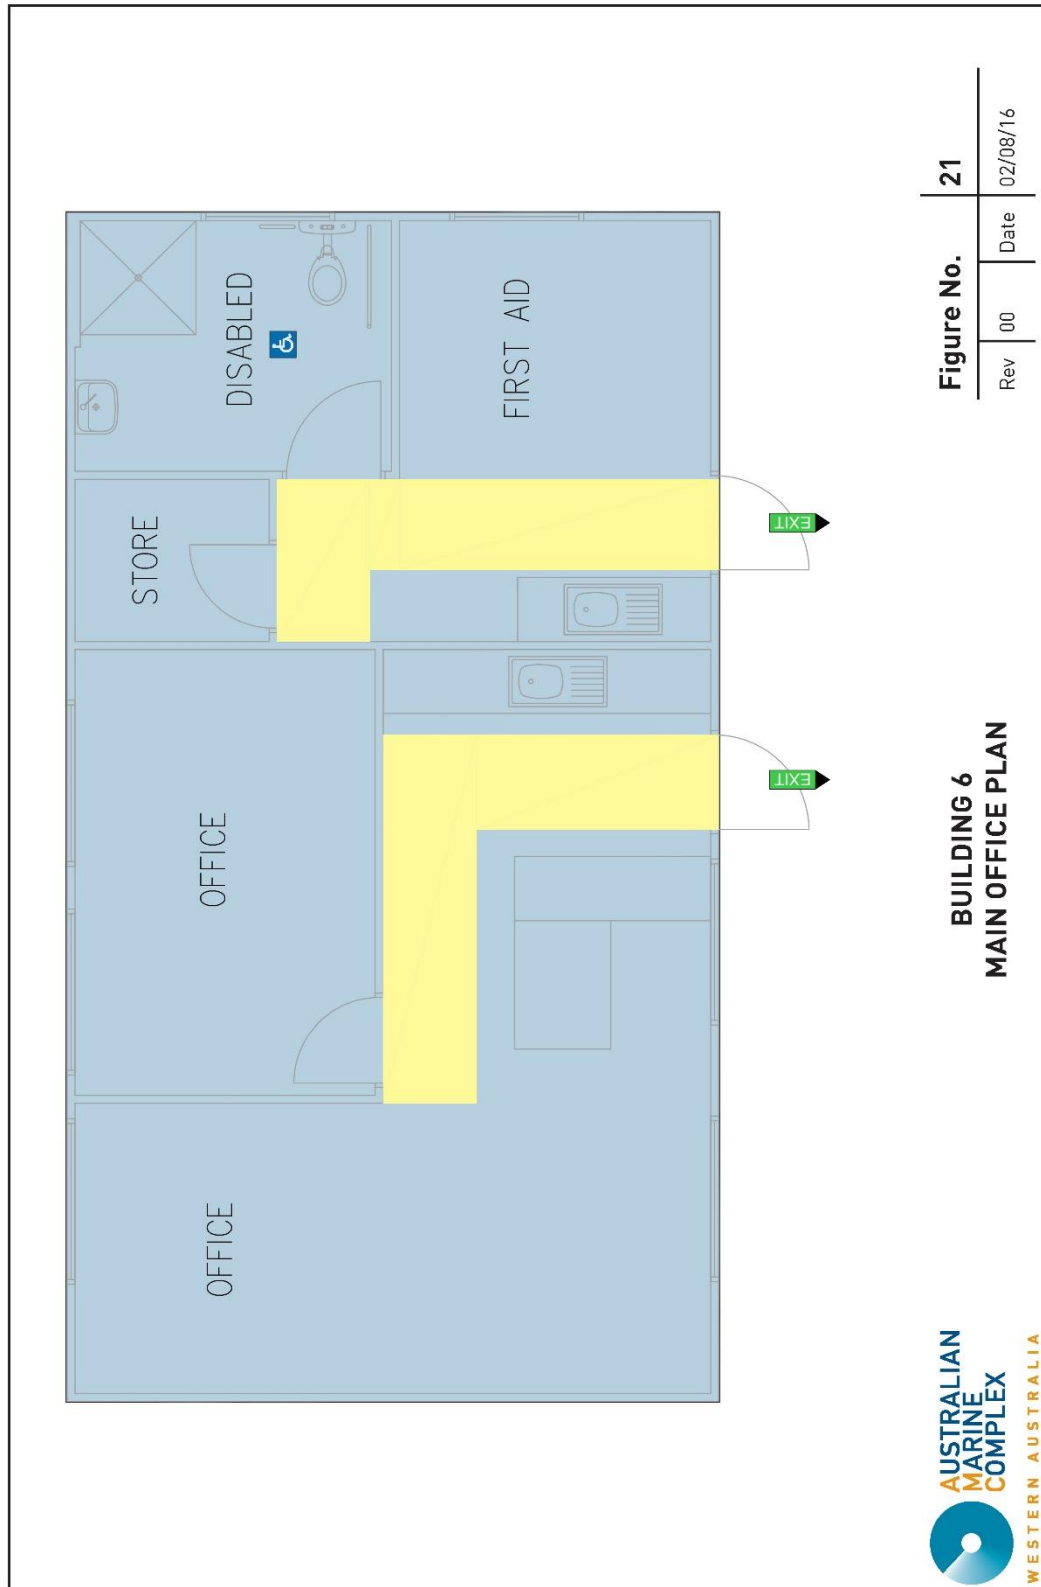 OFFICE
OFFICE
STORE
DISABLED
FIRST AID
EXIT
EXIT
AUSTRALIAN
MARINE
COMPLEX
WESTERN AUSTRALIA
BUILDING 6
MAIN OFFICE PLAN
Figure No. 21
Rev 00 Date 02/08/16